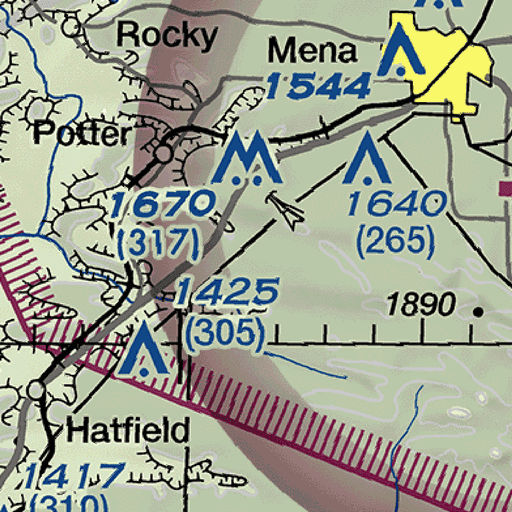 Rocky
Mena
1544
Potter
1670
(317)
1640
(265)
1425
(305)
1890
Hatfield
1417
(310)